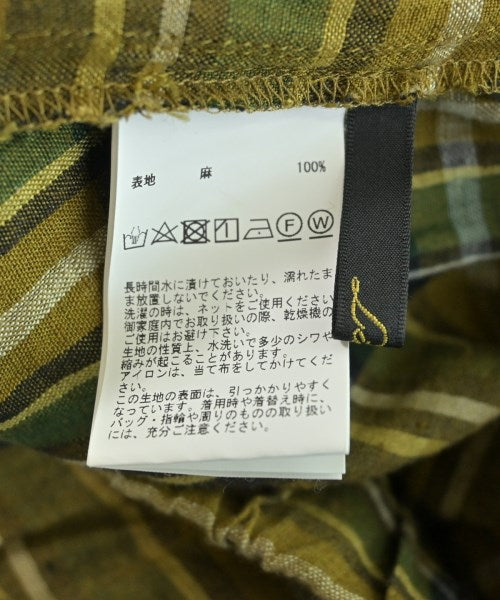 表地 麻 100%
F W
長時間水に漬けておいたり、濡れたま
ま放置しないでください。
洗濯の時は、ネットをご使用ください
御家庭内でお取り扱いの際、乾燥機の
ご使用はお避け下さい。
生地の性質上、水洗いで多少のシワや
縮みが起こることがあります。
アイロンは、当て布をしてかけてくだ
さい。
この生地の表面は、引っかかりやすく
なっています。着用時や着替え時に、
バッグ・指輪や周りのものの取り扱い
には、充分ご注意ください。